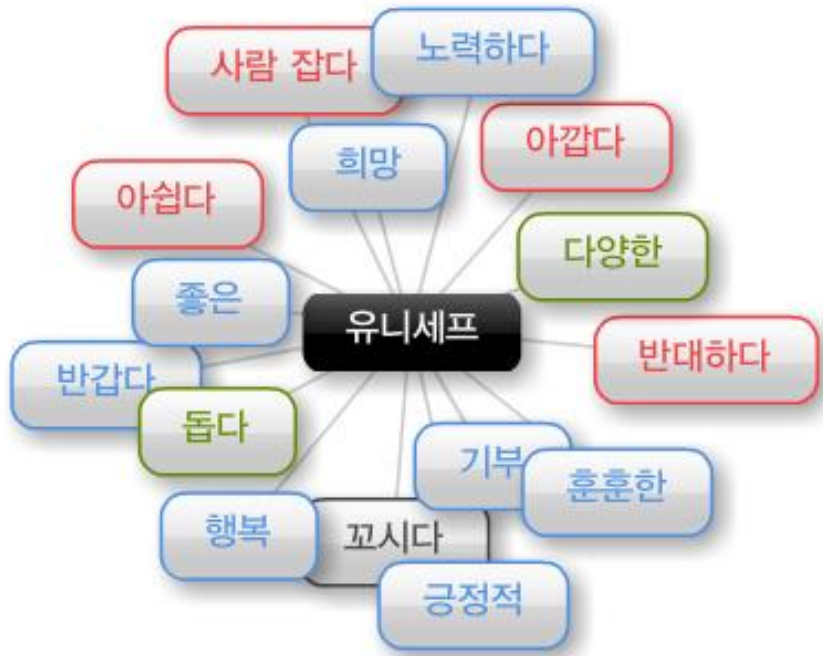 사람 잡다
노력하다
아깝다
희망
아쉽다
다양한
좋은
유니세프
반대하다
반갑다
돕다
기부
훈훈한
행복
꼬시다
긍정적